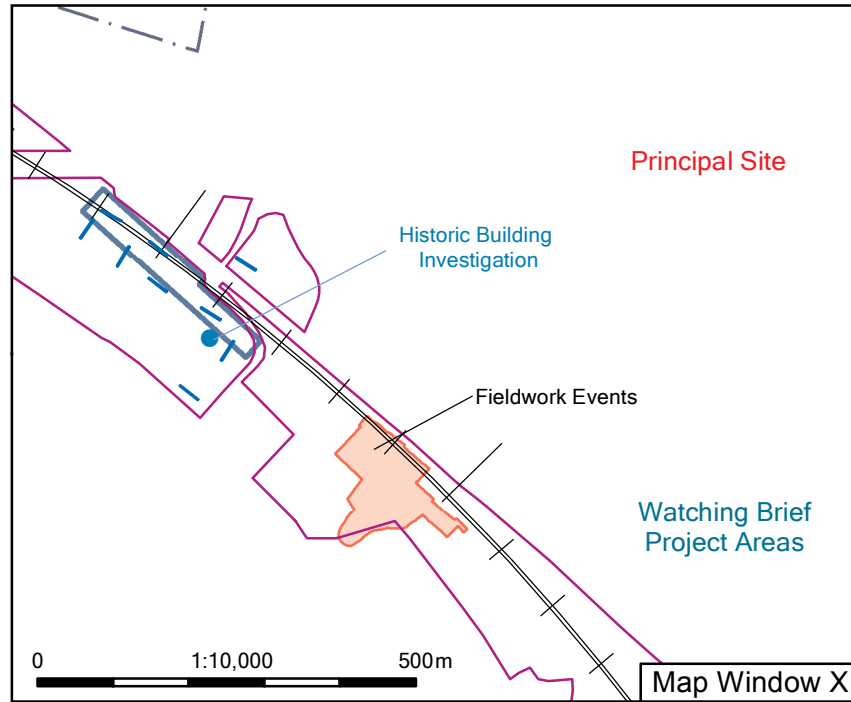 Principal Site
Historic Building
Investigation
Fieldwork Events
Watching Brief
Project Areas
0 1:10,000 500m
Map Window X